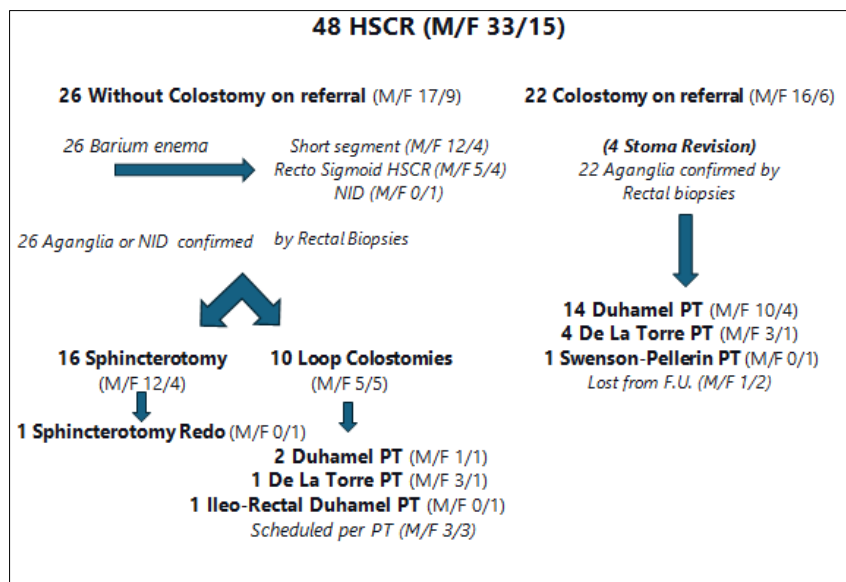 48 HSCR (M/F 33/15)
26 Without Colostomy on referral (M/F 17/9)
26 Barium enema
Short segment (M/F 12/4)
Recto Sigmoid HSCR (M/F 5/4)
NID (M/F 0/1)
26 Aganglia or NID confirmed by Rectal Biopsies
16 Sphincterotomy
(M/F 12/4)
1 Sphincterotomy Redo (M/F 0/1)
10 Loop Colostomies
(M/F 5/5)
2 Duhamel PT (M/F 1/1)
1 De La Torre PT (M/F 3/1)
1 Ileo-Rectal Duhamel PT (M/F 0/1)
Scheduled per PT (M/F 3/3)
22 Colostomy on referral (M/F 16/6)
(4 Stoma Revision)
22 Aganglia confirmed by
Rectal biopsies
14 Duhamel PT (M/F 10/4)
4 De La Torre PT (M/F 3/1)
1 Swenson-Pellerin PT (M/F 0/1)
Lost from F.U. (M/F 1/2)